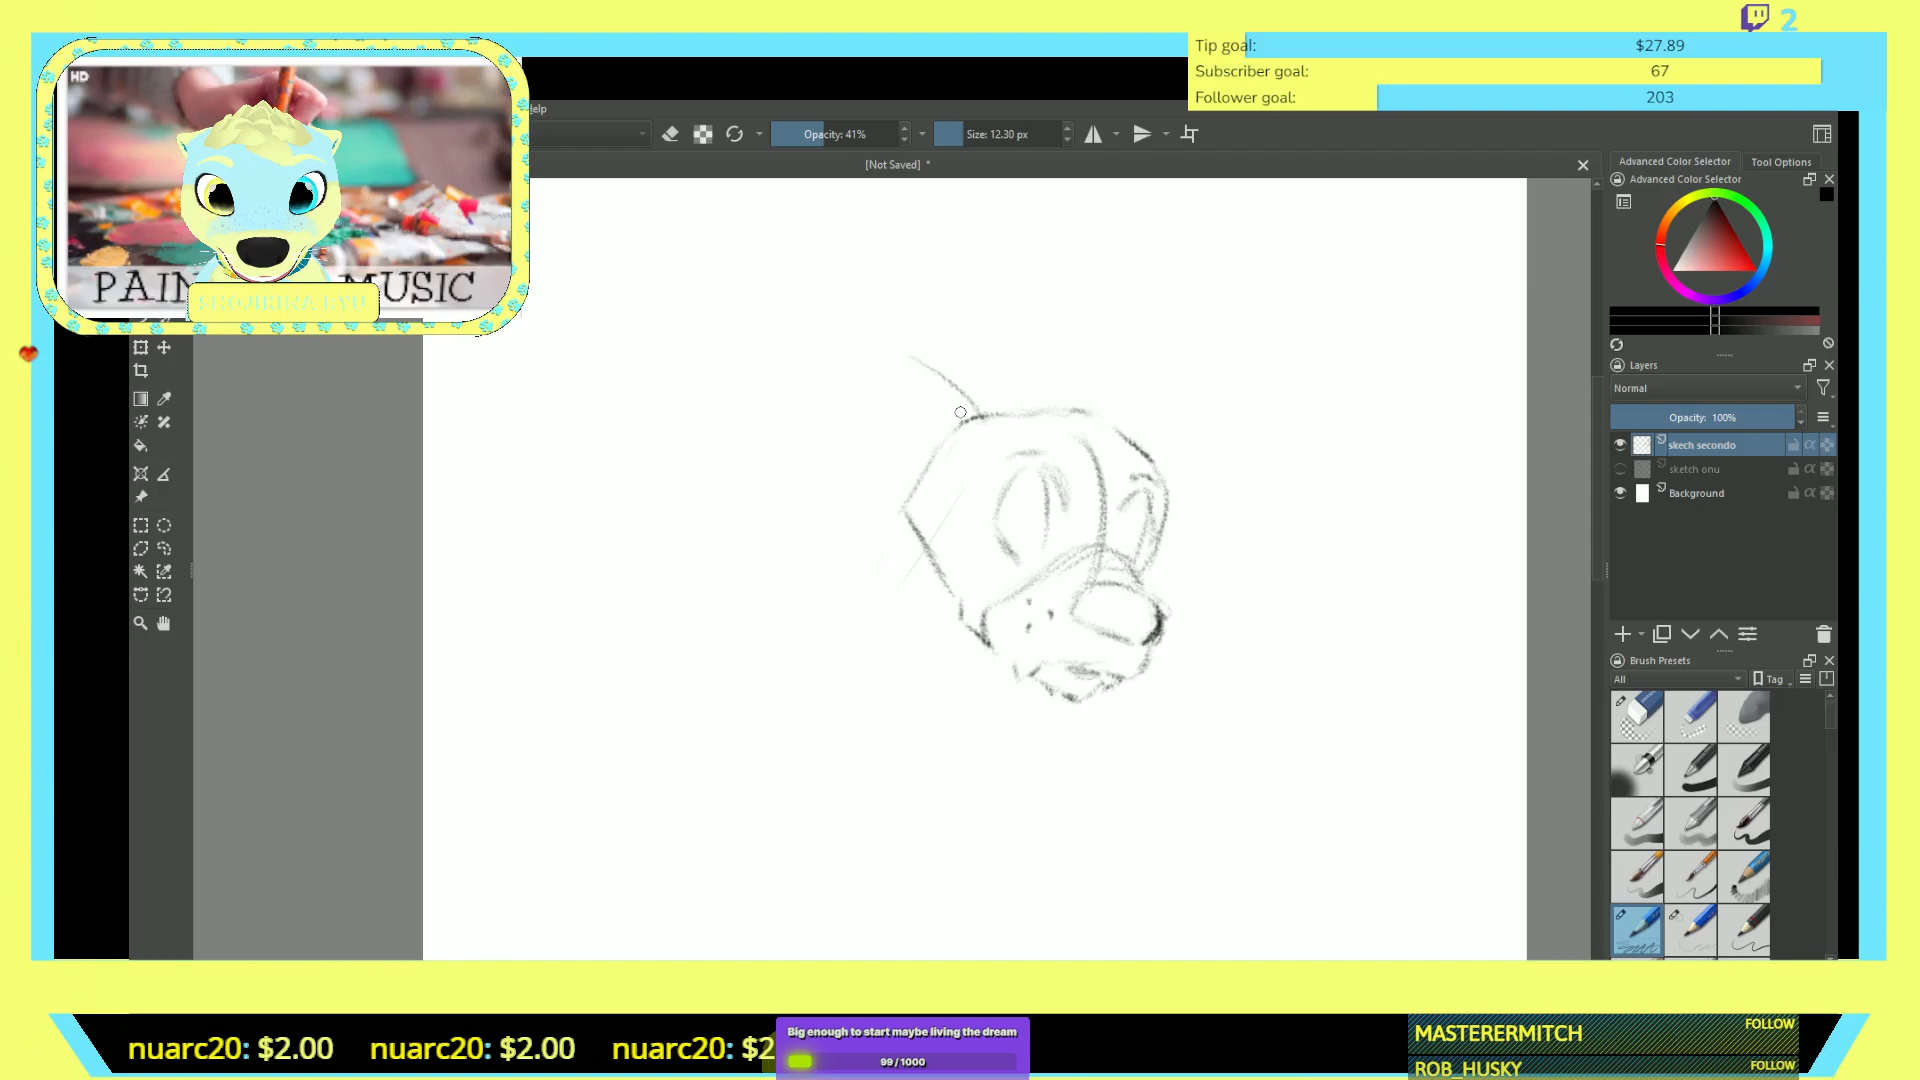 2
Tip goal: $27.89
Subscriber goal: 67
Follower goal: 203
HD
elp
Opacity: 41%
Size: 12.30 px
[Not Saved] *
Advanced Color Selector
Tool Options
Advanced Color Selector
MUSIC
Layers
Normal
Opacity: 100%
skech secondo
sketch onu
Background
Brush Presets
All
Tag
Big enough to start maybe living the dream
99 / 1000
nuarc20: $2.00 nuarc20: $2.00 nuarc20: $2
MASTERERMITCH FOLLOW
ROB_HUSKY FOLLOW